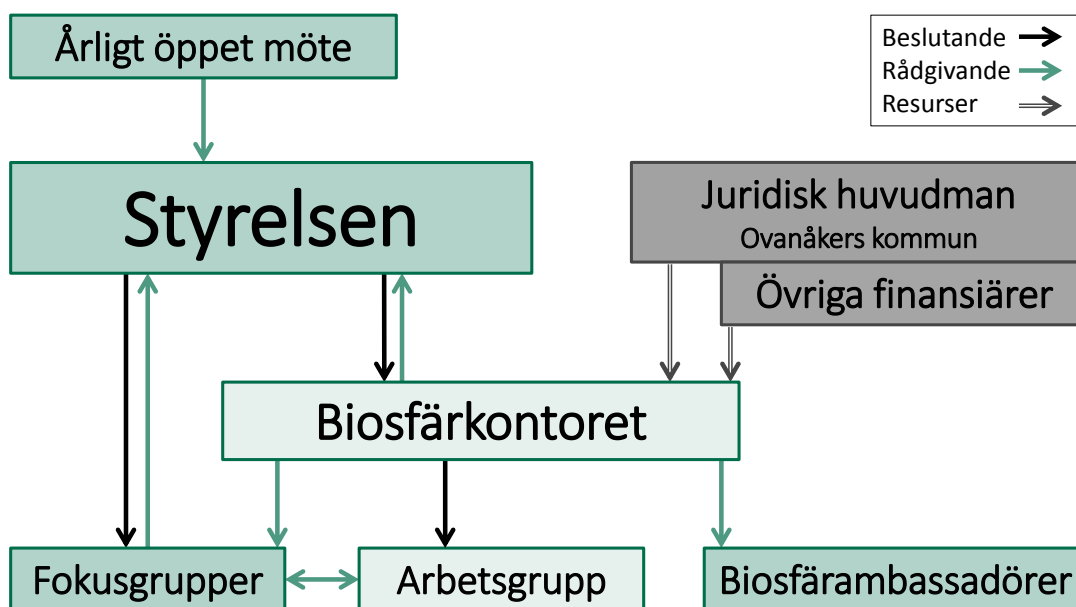 Årligt öppet möte
Beslutande
Rådgivande
Resurser
Styrelsen
Juridisk huvudman
Ovanåkers kommun
Övriga finansiärer
Biosfärkontoret
Fokusgrupper
Arbetsgrupp
Biosfärambassadörer